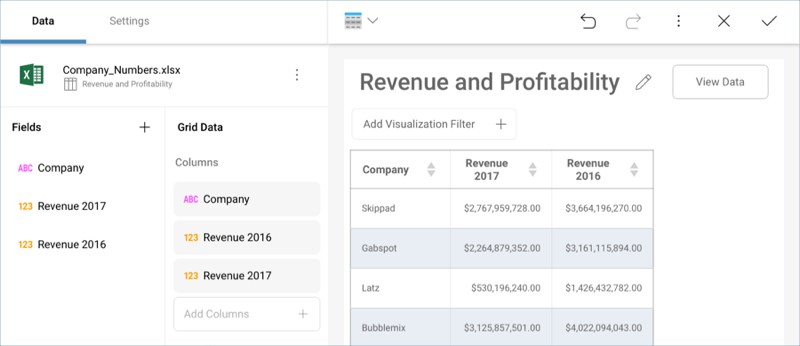 Data
Settings
Company_Numbers.xlsx
Revenue and Profitability
Fields
ABC Company
123 Revenue 2017
123 Revenue 2016
Grid Data
Columns
ABC Company
123 Revenue 2016
123 Revenue 2017
Add Columns
Revenue and Profitability
View Data
Add Visualization Filter
Company Revenue 2017 Revenue 2016
Skippad $2,767,959,728.00 $3,664,196,270.00
Gabspot $2,264,879,352.00 $3,161,115,894.00
Latz $530,196,240.00 $1,426,432,782.00
Bubblemix $3,125,857,501.00 $4,022,094,043.00